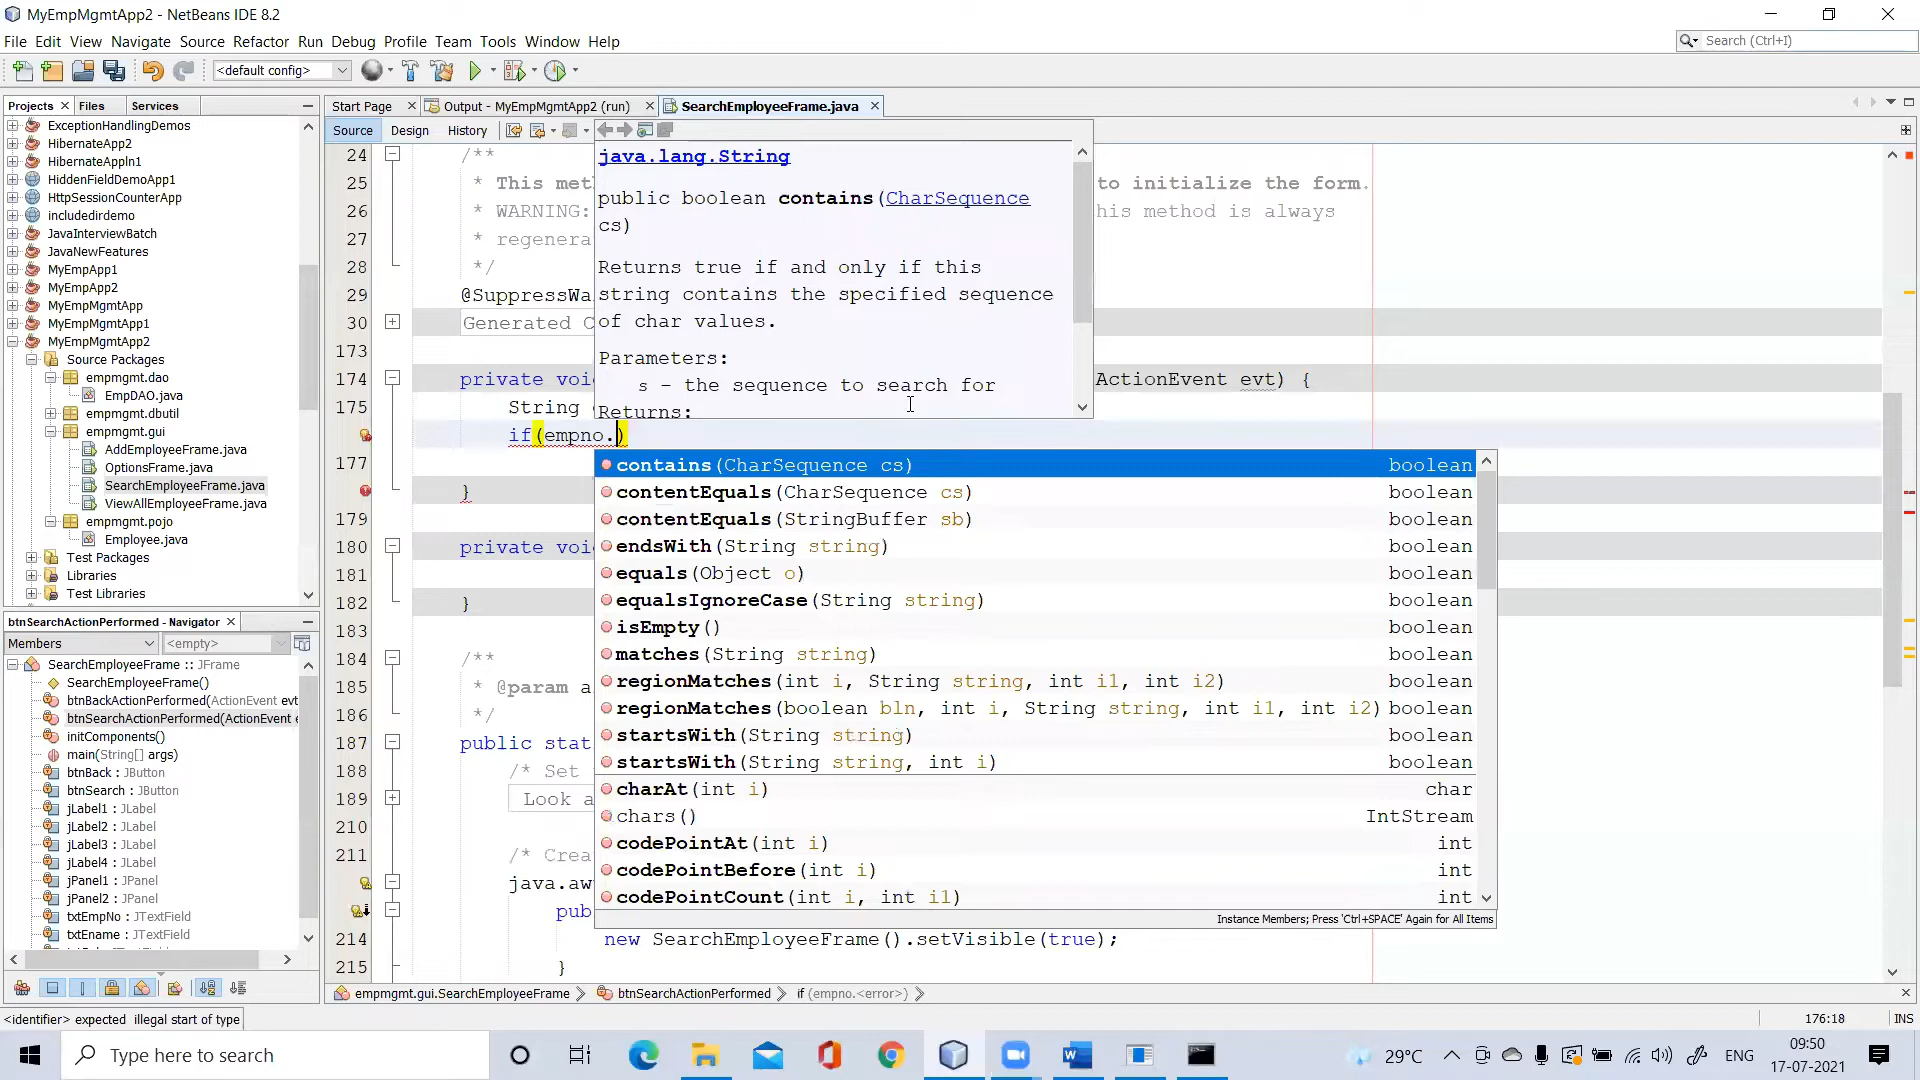 MyEmpMgmtApp2 - NetBeans IDE 8.2
File Edit View Navigate Source Refactor Run Debug Profile Team Tools Window Help
Search (Ctrl+I)
<default config>
Projects Files Services
Start Page Output - MyEmpMgmtApp2 (run) SearchEmployeeFrame.java
Source Design History
ExceptionHandlingDemos
HibernateApp2
HibernateAppIn1
HiddenFieldDemoApp1
HttpSessionCounterApp
includedirdemo
JavaInterviewBatch
JavaNewFeatures
MyEmpApp1
MyEmpApp2
MyEmpMgmtApp
MyEmpMgmtApp1
MyEmpMgmtApp2
Source Packages
empmgmt.dao
EmpDAO.java
empmgmt.dbutil
empmgmt.gui
AddEmployeeFrame.java
OptionsFrame.java
SearchEmployeeFrame.java
ViewAllEmployeeFrame.java
empmgmt.pojo
Employee.java
Test Packages
Libraries
Test Libraries
btnSearchActionPerformed - Navigator
Members <empty>
SearchEmployeeFrame :: JFrame
SearchEmployeeFrame()
btnBackActionPerformed(ActionEvent evt
btnSearchActionPerformed(ActionEvent e
initComponents()
main(String[] args)
btnBack : JButton
btnSearch : JButton
jLabel1 : JLabel
jLabel2 : JLabel
jLabel3 : JLabel
jLabel4 : JLabel
jPanel1 : JPanel
jPanel2 : JPanel
txtEmpNo : JTextField
txtEname : JTextField
24 /**
25 * This met to initialize the form.
26 * WARNING: his method is always
27 * regenera
28 */
29 @SuppressWa
30 Generated C
173
174 private voi ActionEvent evt) {
175 String
if(empno.)
177
}
179
180 private voi
181
182 }
183
184 /**
185 * @param a
186 */
187 public stat
188 /* Set
189 Look a
210
211 /* Crea
java.aw
pub
214 new SearchEmployeeFrame().setVisible(true);
215 }
java.lang.String
public boolean contains(CharSequence
cs)
Returns true if and only if this
string contains the specified sequence
of char values.
Parameters:
s - the sequence to search for
Returns:
contains(CharSequence cs) boolean
contentEquals(CharSequence cs) boolean
contentEquals(StringBuffer sb) boolean
endsWith(String string) boolean
equals(Object o) boolean
equalsIgnoreCase(String string) boolean
isEmpty() boolean
matches(String string) boolean
regionMatches(int i, String string, int i1, int i2) boolean
regionMatches(boolean bln, int i, String string, int i1, int i2) boolean
startsWith(String string) boolean
startsWith(String string, int i) boolean
charAt(int i) char
chars() IntStream
codePointAt(int i) int
codePointBefore(int i) int
codePointCount(int i, int i1) int
Instance Members; Press 'Ctrl+SPACE' Again for All Items
empmgmt.gui.SearchEmployeeFrame btnSearchActionPerformed if (empno.<error>)
<identifier> expected illegal start of type
176:18 INS
Type here to search
29°C ENG
09:50
17-07-2021